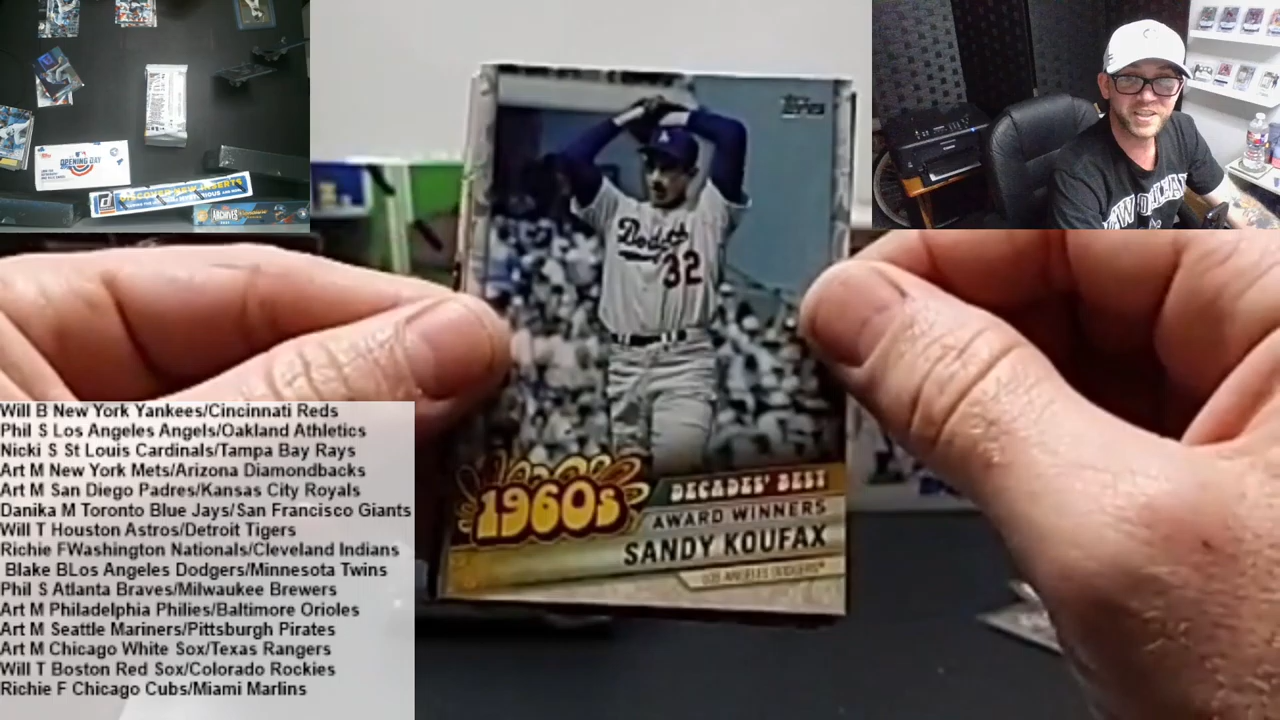 OPENING DAY
DISCOVER NEW INSERTS
ARCHIVES
Topps
Dodgers
32
1960s
DECADES' BEST
AWARD WINNERS
SANDY KOUFAX
LOS ANGELES DODGERS
Will B New York Yankees/Cincinnati Reds
Phil S Los Angeles Angels/Oakland Athletics
Nicki S St Louis Cardinals/Tampa Bay Rays
Art M New York Mets/Arizona Diamondbacks
Art M San Diego Padres/Kansas City Royals
Danika M Toronto Blue Jays/San Francisco Giants
Will T Houston Astros/Detroit Tigers
Richie FWashington Nationals/Cleveland Indians
Blake BLos Angeles Dodgers/Minnesota Twins
Phil S Atlanta Braves/Milwaukee Brewers
Art M Philadelphia Philies/Baltimore Orioles
Art M Seattle Mariners/Pittsburgh Pirates
Art M Chicago White Sox/Texas Rangers
Will T Boston Red Sox/Colorado Rockies
Richie F Chicago Cubs/Miami Marlins